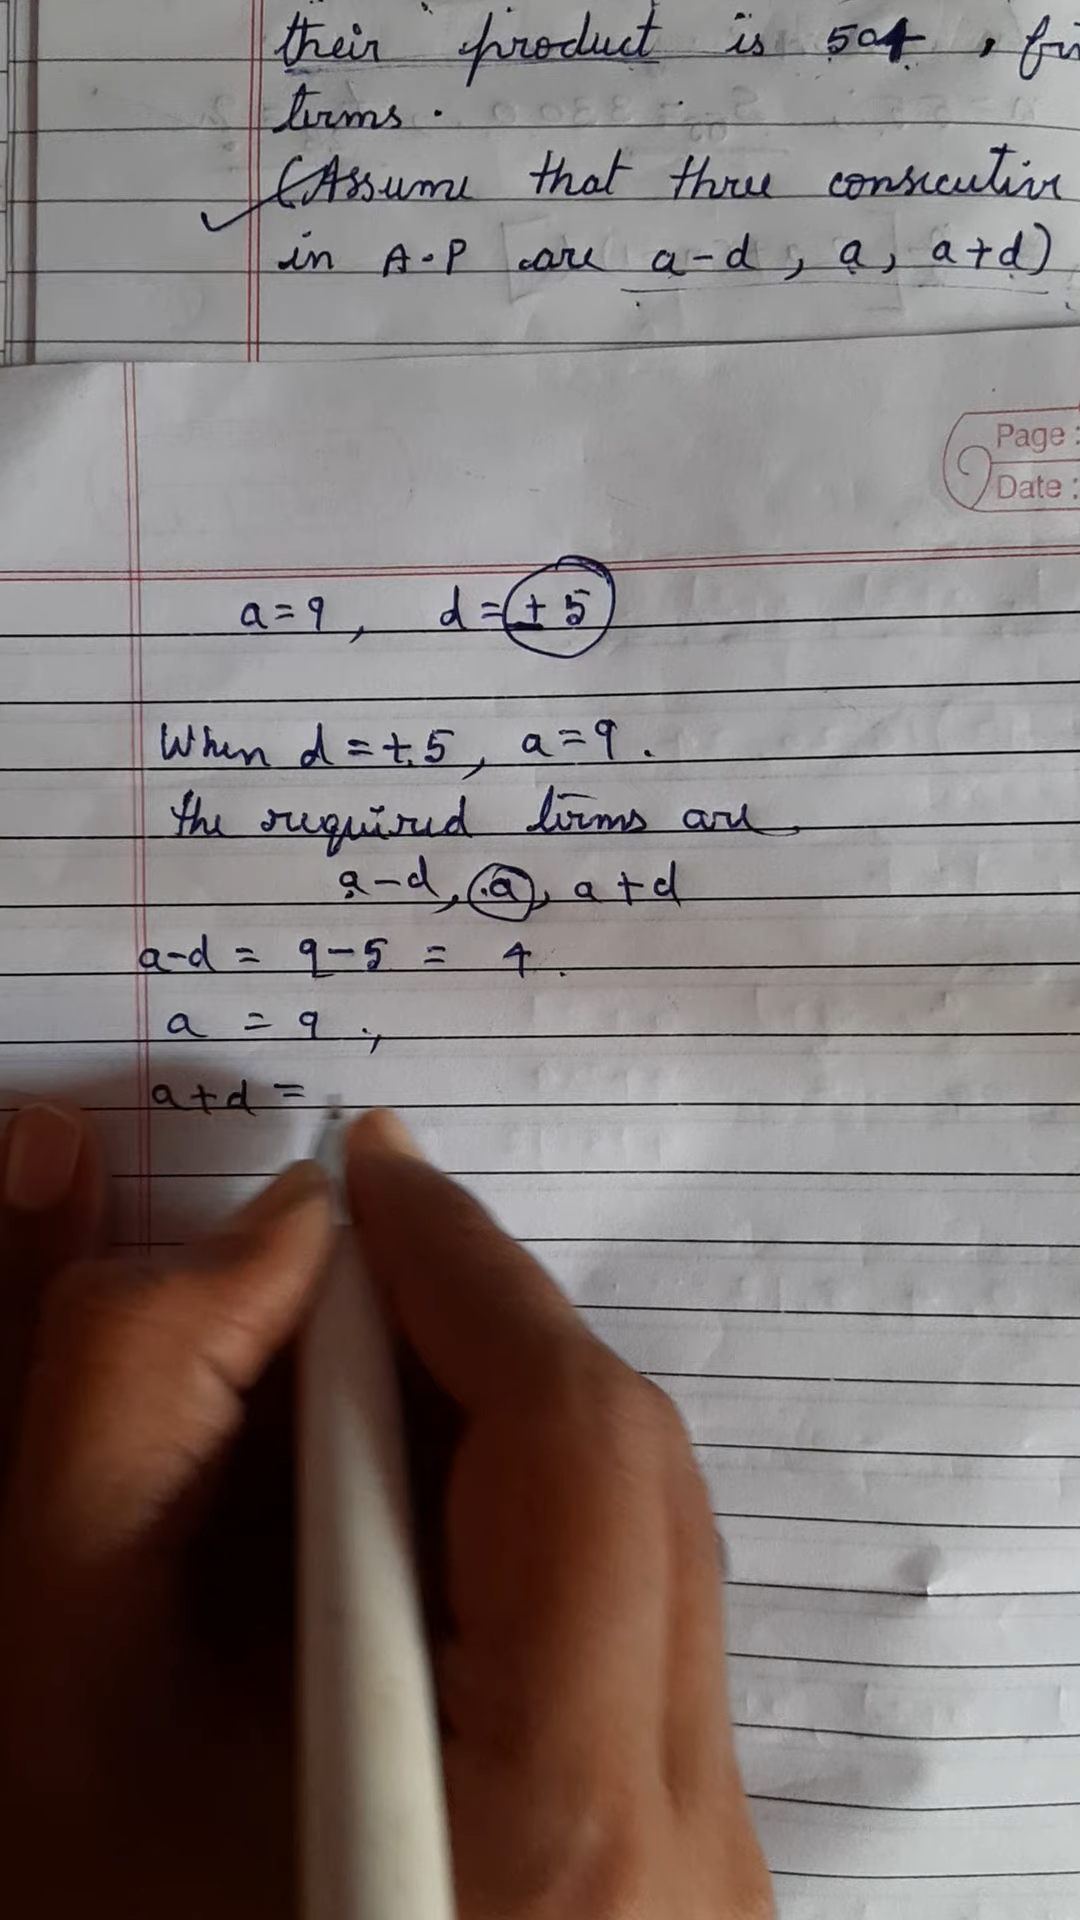 their product is 504 , fi
terms .
(Assume that three consecutive
in A.P are a-d , a, a+d)
Page :
Date :
a=9 , d=±5
When d=+5, a=9 .
the required terms are
a-d, a, a+d
a-d = 9-5 = 4 .
a = 9 ,
a+d =